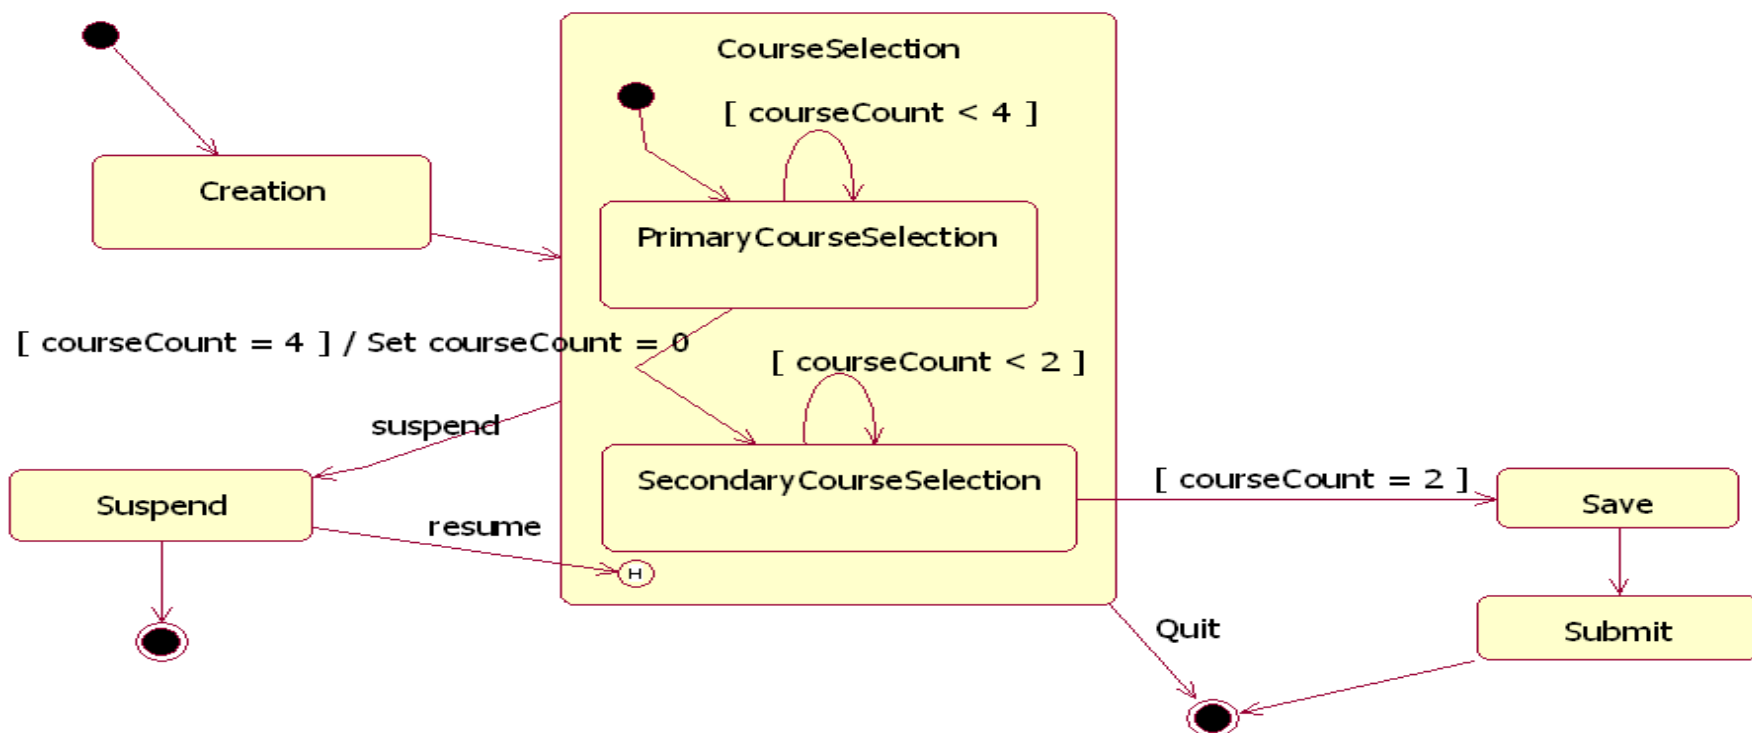 CourseSelection
[ courseCount < 4 ]
Creation
PrimaryCourseSelection
[ courseCount = 4 ] / Set courseCount = 0
[ courseCount < 2 ]
suspend
SecondaryCourseSelection
[ courseCount = 2 ]
Suspend
Save
resume
H
Quit
Submit